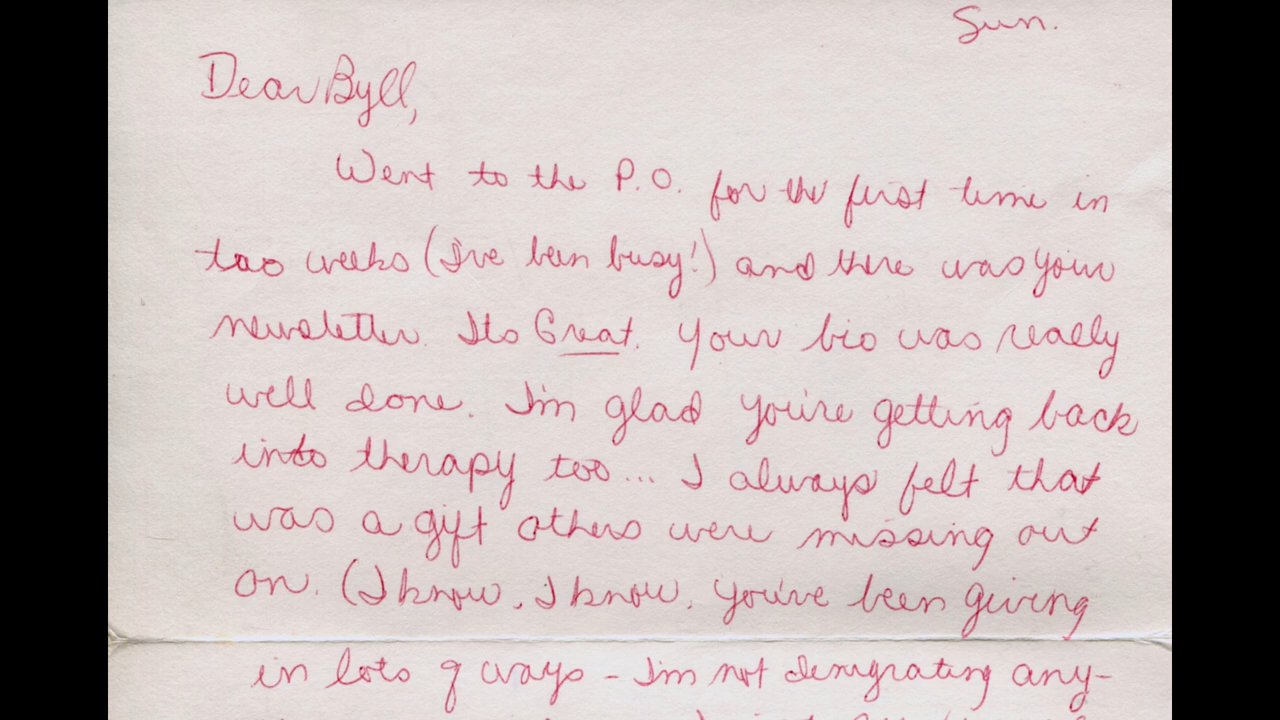 Sun.
Dear Byll,
Went to the P.O. for the first time in
two weeks (I've been busy!) and there was your
newsletter. Its Great. Your bio was really
well done. I'm glad you're getting back
into therapy too... I always felt that
was a gift others were missing out
on. (I know, I know, you've been giving
in lots of ways - I'm not denigrating any-